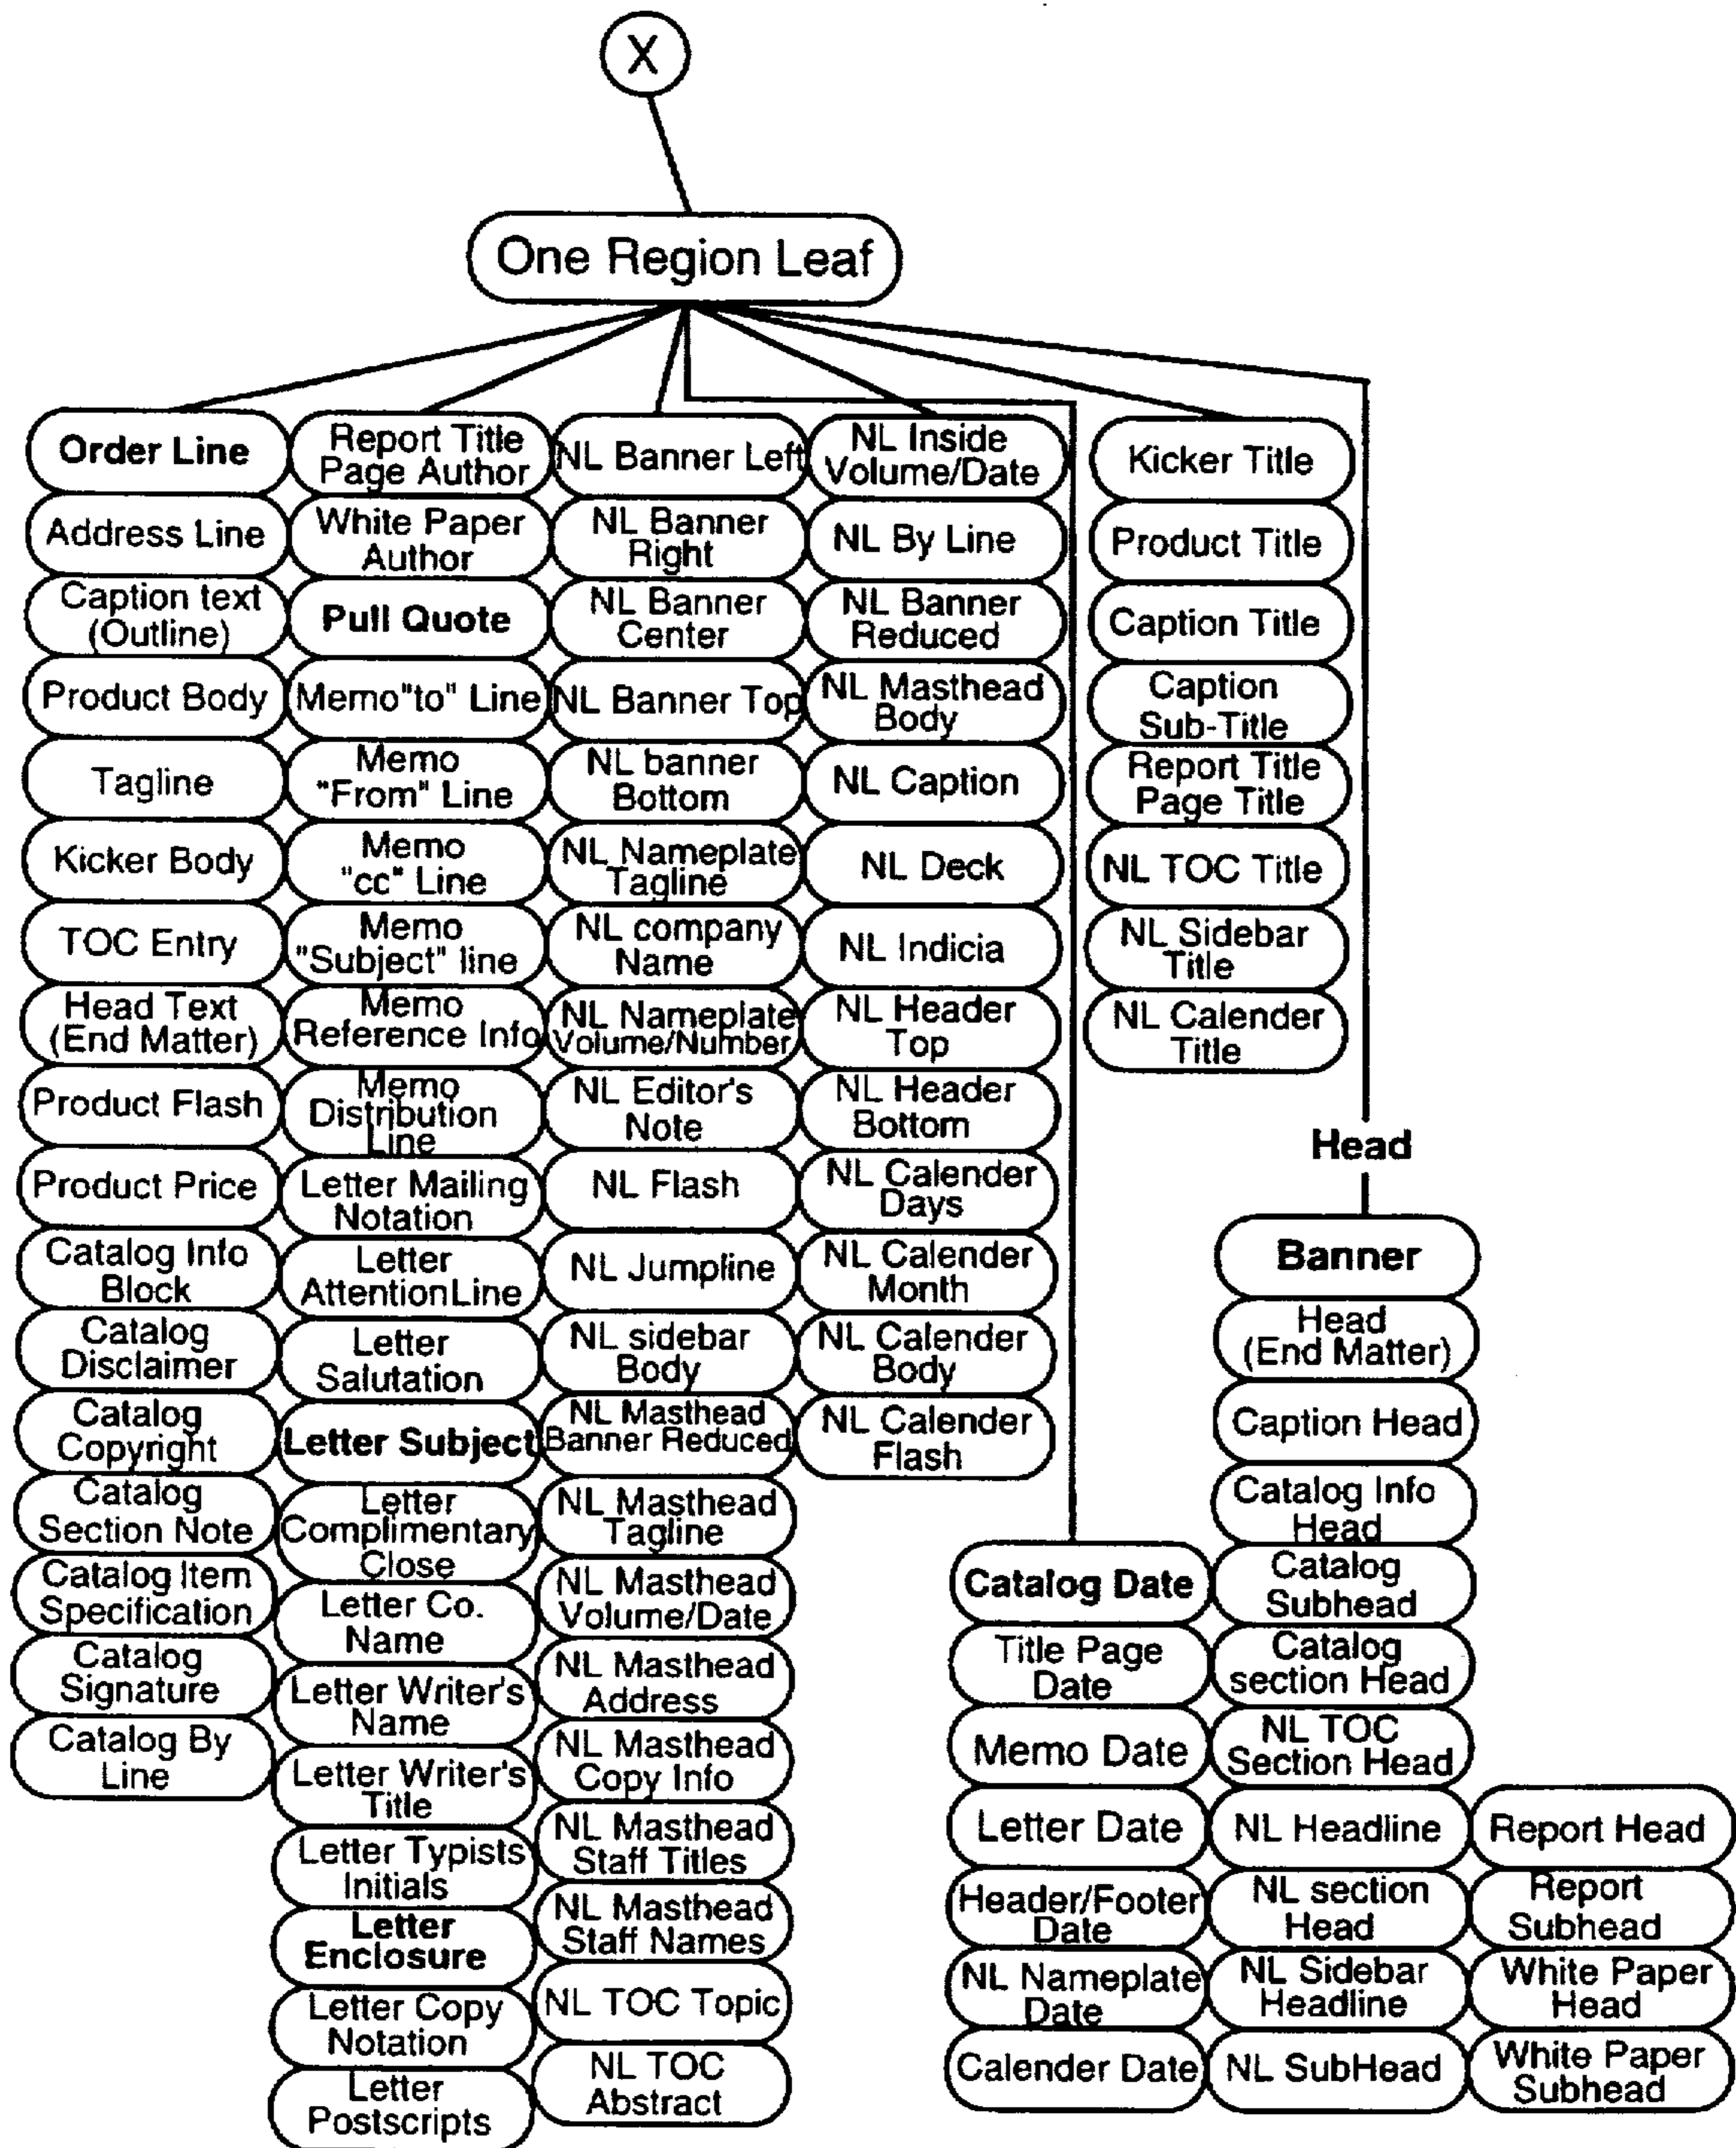 X
One Region Leaf
Order Line
Address Line
Caption text
(Outline)
Product Body
Tagline
Kicker Body
TOC Entry
Head Text
(End Matter)
Product Flash
Product Price
Catalog Info
Block
Catalog
Disclaimer
Catalog
Copyright
Catalog
Section Note
Catalog Item
Specification
Catalog
Signature
Catalog By
Line
Report Title
Page Author
White Paper
Author
Pull Quote
Memo"to" Line
Memo
"From" Line
Memo
"cc" Line
Memo
"Subject" line
Memo
Reference Info
Memo
Distribution
Line
Letter Mailing
Notation
Letter
AttentionLine
Letter
Salutation
Letter Subject
Letter
Complimentary
Close
Letter Co.
Name
Letter Writer's
Name
Letter Writer's
Title
Letter Typists
Initials
Letter
Enclosure
Letter Copy
Notation
Letter
Postscripts
NL Banner Left
NL Banner
Right
NL Banner
Center
NL Banner Top
NL banner
Bottom
NL Nameplate
Tagline
NL company
Name
NL Nameplate
Volume/Number
NL Editor's
Note
NL Flash
NL Jumpline
NL sidebar
Body
NL Masthead
Banner Reduced
NL Masthead
Tagline
NL Masthead
Volume/Date
NL Masthead
Address
NL Masthead
Copy Info
NL Masthead
Staff Titles
NL Masthead
Staff Names
NL TOC Topic
NL TOC
Abstract
NL Inside
Volume/Date
NL By Line
NL Banner
Reduced
NL Masthead
Body
NL Caption
NL Deck
NL Indicia
NL Header
Top
NL Header
Bottom
NL Calender
Days
NL Calender
Month
NL Calender
Body
NL Calender
Flash
Catalog Date
Title Page
Date
Memo Date
Letter Date
Header/Footer
Date
NL Nameplate
Date
Calender Date
Kicker Title
Product Title
Caption Title
Caption
Sub-Title
Report Title
Page Title
NL TOC Title
NL Sidebar
Title
NL Calender
Title
Head
Banner
Head
(End Matter)
Caption Head
Catalog Info
Head
Catalog
Subhead
Catalog
section Head
NL TOC
Section Head
NL Headline
NL section
Head
NL Sidebar
Headline
NL SubHead
Report Head
Report
Subhead
White Paper
Head
White Paper
Subhead